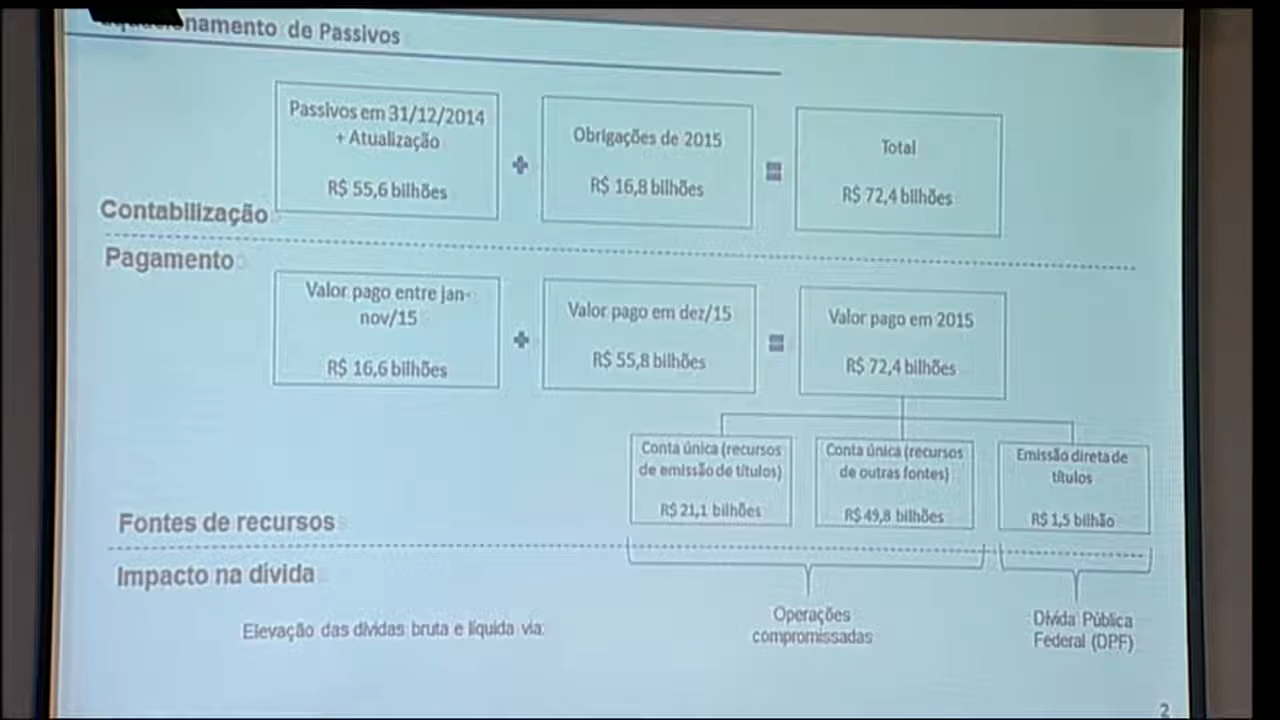 de Passivos
Passivos em 31/12/2014
+ Atualização
R$ 55,6 bilhões
+
Obrigações de 2015
R$ 16,8 bilhões
=
Total
R$ 72,4 bilhões
Contabilização
Pagamento
Valor pago entre jan-
nov/15
R$ 16,6 bilhões
+
Valor pago em dez/15
R$ 55,8 bilhões
=
Valor pago em 2015
R$ 72,4 bilhões
Conta única (recursos
de emissão de títulos)
R$ 21,1 bilhões
Conta única (recursos
de outras fontes)
R$ 49,8 bilhões
Emissão direta de
títulos
R$ 1,5 bilhão
Fontes de recursos
Impacto na dívida
Elevação das dívidas bruta e líquida via:
Operações
compromissadas
Dívida Pública
Federal (DPF)
2